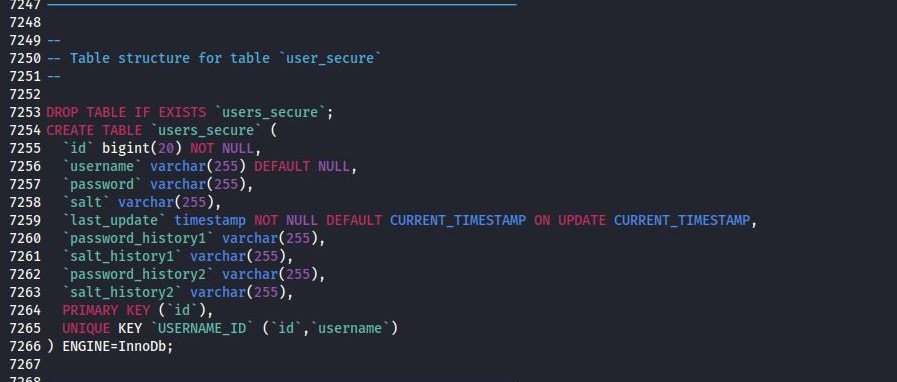 7247 -----------------------------------------------------------
7248
7249 --
7250 -- Table structure for table `user_secure`
7251 --
7252
7253 DROP TABLE IF EXISTS `users_secure`;
7254 CREATE TABLE `users_secure` (
7255   `id` bigint(20) NOT NULL,
7256   `username` varchar(255) DEFAULT NULL,
7257   `password` varchar(255),
7258   `salt` varchar(255),
7259   `last_update` timestamp NOT NULL DEFAULT CURRENT_TIMESTAMP ON UPDATE CURRENT_TIMESTAMP,
7260   `password_history1` varchar(255),
7261   `salt_history1` varchar(255),
7262   `password_history2` varchar(255),
7263   `salt_history2` varchar(255),
7264   PRIMARY KEY (`id`),
7265   UNIQUE KEY `USERNAME_ID` (`id`,`username`)
7266 ) ENGINE=InnoDb;
7267
7268